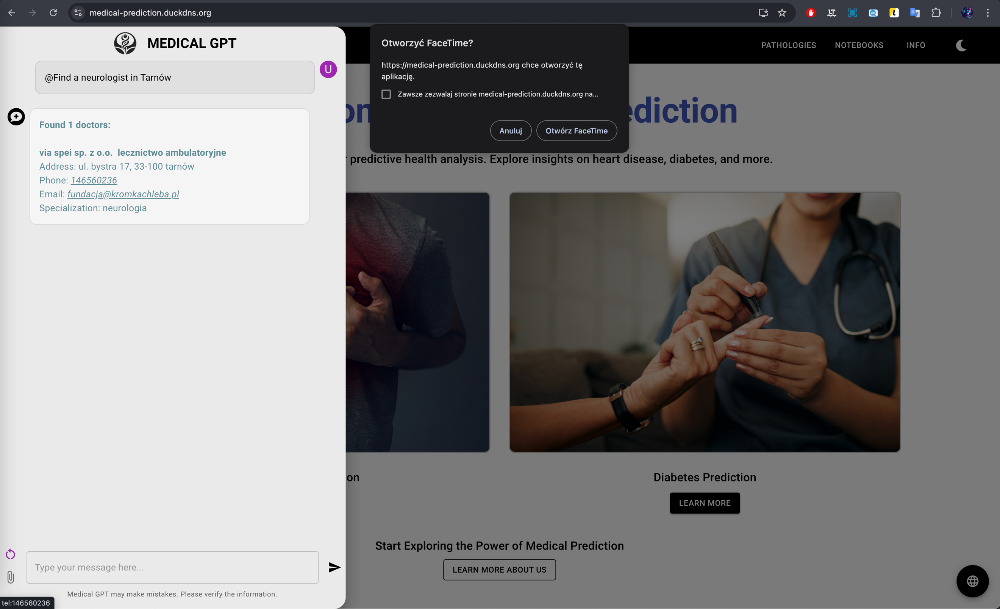 medical-prediction.duckdns.org
MEDICAL GPT
@Find a neurologist in Tarnów
U
Found 1 doctors:
via spei sp. z o.o.  lecznictwo ambulatoryjne
Address: ul. bystra 17, 33-100 tarnów
Phone: 146560236
Email: fundacja@kromkachleba.pl
Specialization: neurologia
Type your message here...
Medical GPT may make mistakes. Please verify the information.
tel:146560236
Otworzyć FaceTime?
https://medical-prediction.duckdns.org chce otworzyć tę
aplikację.
Zawsze zezwalaj stronie medical-prediction.duckdns.org na...
Anuluj
Otwórz FaceTime
PATHOLOGIES
NOTEBOOKS
INFO
on
ediction
predictive health analysis. Explore insights on heart disease, diabetes, and more.
on
Diabetes Prediction
LEARN MORE
Start Exploring the Power of Medical Prediction
LEARN MORE ABOUT US